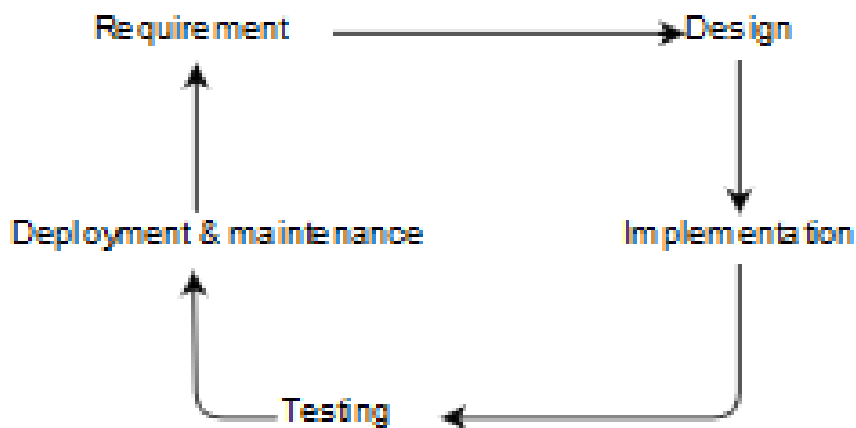 Requirement
Design
Deployment & maintenance
Implementation
Testing